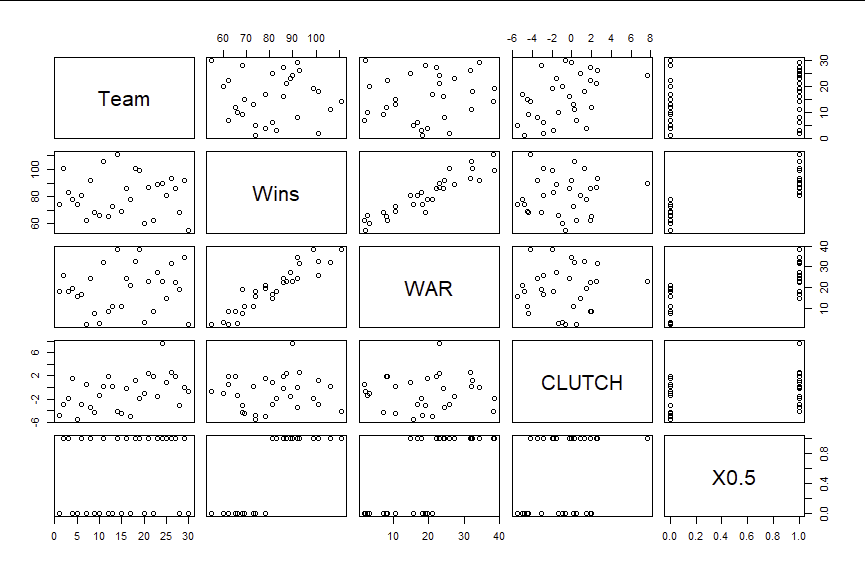 60 70 80 90 100
-6 -4 -2 0 2 4 6 8
Team
0 10 20 30
60 80 100
Wins
WAR
10 20 30 40
-6 -2 2 6
CLUTCH
X0.5
0.0 0.4 0.8
0 5 10 15 20 25 30
10 20 30 40
0.0 0.2 0.4 0.6 0.8 1.0